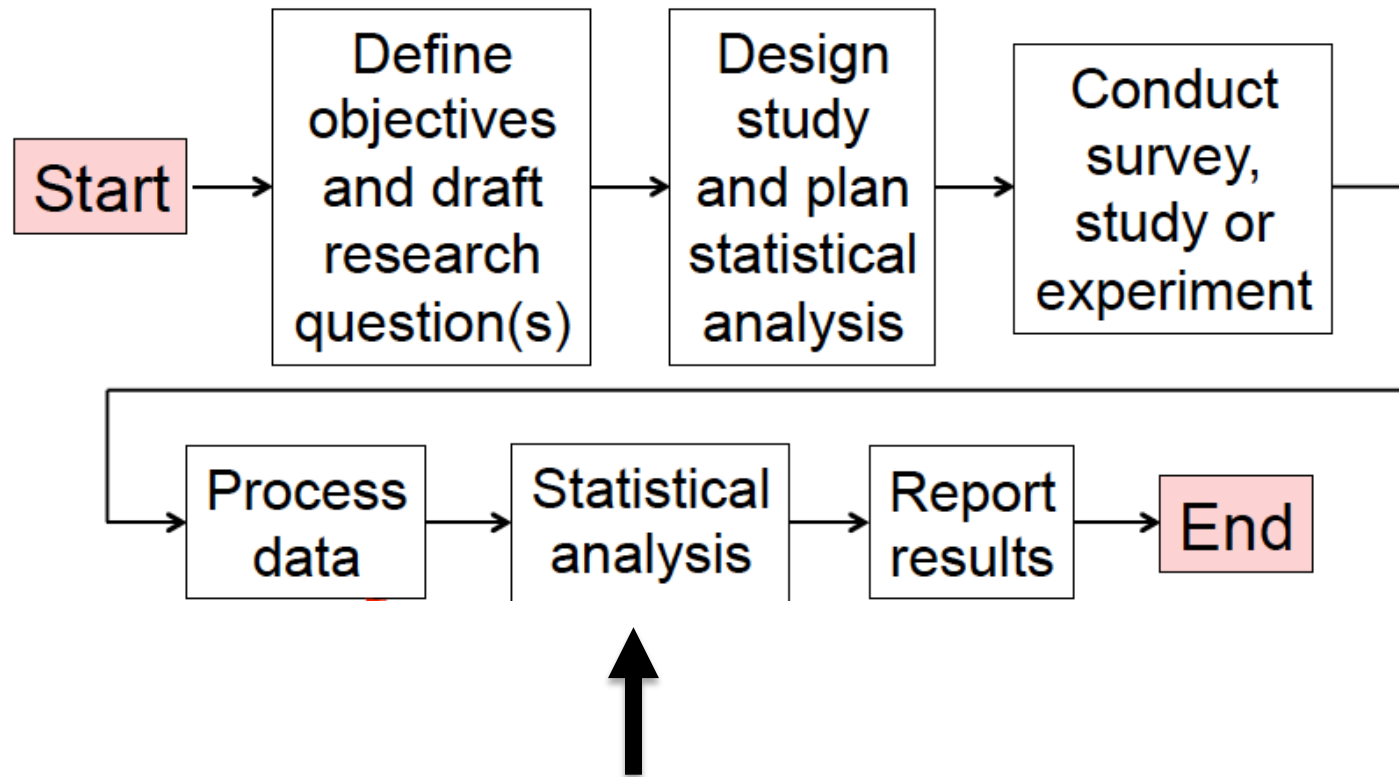 Start
Define
objectives
and draft
research
question(s)
Design
study
and plan
statistical
analysis
Conduct
survey,
study or
experiment
Process
data
Statistical
analysis
Report
results
End